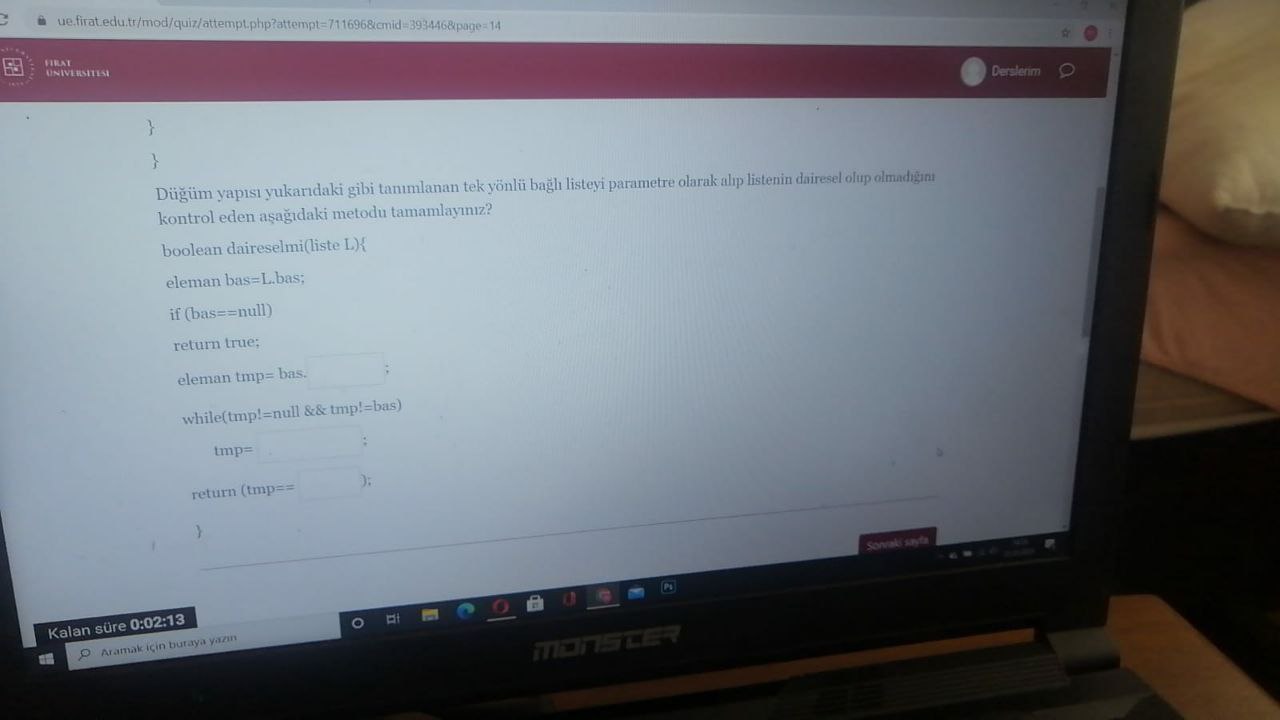 ue.firat.edu.tr/mod/quiz/attempt.php?attempt=711696&cmid=393446&page=14
FIRAT
ÜNİVERSİTESİ
Derslerim
}
}
Düğüm yapısı yukarıdaki gibi tanımlanan tek yönlü bağlı listeyi parametre olarak alıp listenin dairesel olup olmadığını
kontrol eden aşağıdaki metodu tamamlayınız?
boolean daireselmi(liste L){
eleman bas=L.bas;
if (bas==null)
return true;
eleman tmp= bas. ;
while(tmp!=null && tmp!=bas)
tmp= ;
return (tmp== );
}
Sonraki sayfa
Kalan süre 0:02:13
Aramak için buraya yazın
Ps
MONSTER